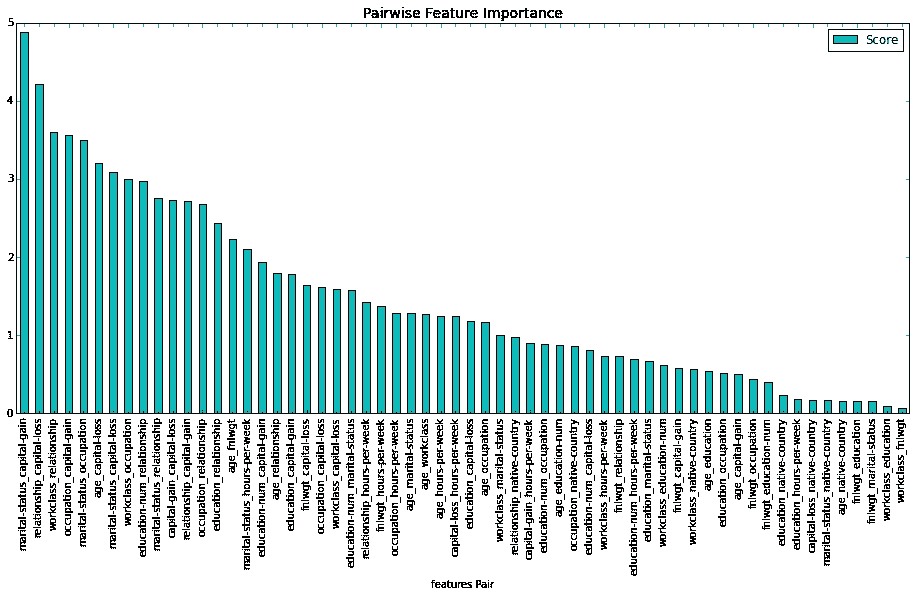 Pairwise Feature Importance
Score
5
4
3
2
1
0
marital-status_capital-gain
relationship_capital-loss
workclass_relationship
occupation_capital-gain
marital-status_occupation
age_capital-loss
marital-status_capital-loss
workclass_occupation
education-num_relationship
marital-status_relationship
capital-gain_capital-loss
relationship_capital-gain
occupation_relationship
education_relationship
age_fnlwgt
marital-status_hours-per-week
education-num_capital-gain
age_relationship
education_capital-gain
fnlwgt_capital-loss
occupation_capital-loss
workclass_capital-loss
education-num_marital-status
relationship_hours-per-week
fnlwgt_hours-per-week
occupation_hours-per-week
age_marital-status
age_workclass
age_hours-per-week
capital-loss_hours-per-week
education_capital-loss
age_occupation
workclass_marital-status
relationship_native-country
capital-gain_hours-per-week
education-num_occupation
age_education-num
occupation_native-country
education-num_capital-loss
workclass_hours-per-week
fnlwgt_relationship
education-num_hours-per-week
education_marital-status
workclass_education-num
fnlwgt_capital-gain
workclass_native-country
age_education
education_occupation
age_capital-gain
fnlwgt_occupation
fnlwgt_education-num
education_native-country
education_hours-per-week
capital-loss_native-country
marital-status_native-country
age_native-country
fnlwgt_education
fnlwgt_marital-status
workclass_education
workclass_fnlwgt
features Pair